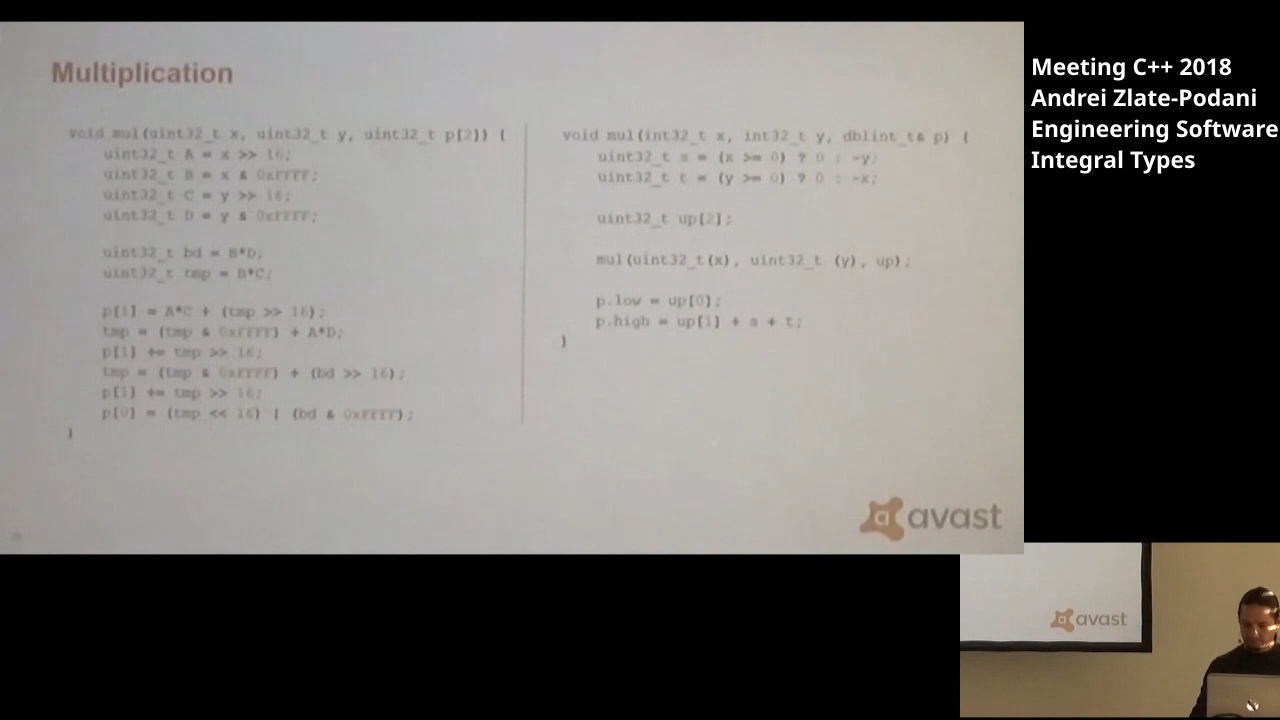 Multiplication
void mul(uint32_t x, uint32_t y, uint32_t p[2]) {
uint32_t A = x >> 16;
uint32_t B = x & 0xFFFF;
uint32_t C = y >> 16;
uint32_t D = y & 0xFFFF;
uint32_t bd = B*D;
uint32_t tmp = B*C;
p[1] = A*C + (tmp >> 16);
tmp = (tmp & 0xFFFF) + A*D;
p[1] += tmp >> 16;
tmp = (tmp & 0xFFFF) + (bd >> 16);
p[1] += tmp >> 16;
p[0] = (tmp << 16) | (bd & 0xFFFF);
}
void mul(int32_t x, int32_t y, dblint_t& p) {
uint32_t s = (x >= 0) ? 0 : -y;
uint32_t t = (y >= 0) ? 0 : -x;
uint32_t up[2];
mul(uint32_t(x), uint32_t (y), up);
p.low = up[0];
p.high = up[1] + s + t;
}
avast
Meeting C++ 2018
Andrei Zlate-Podani
Engineering Software
Integral Types
avast